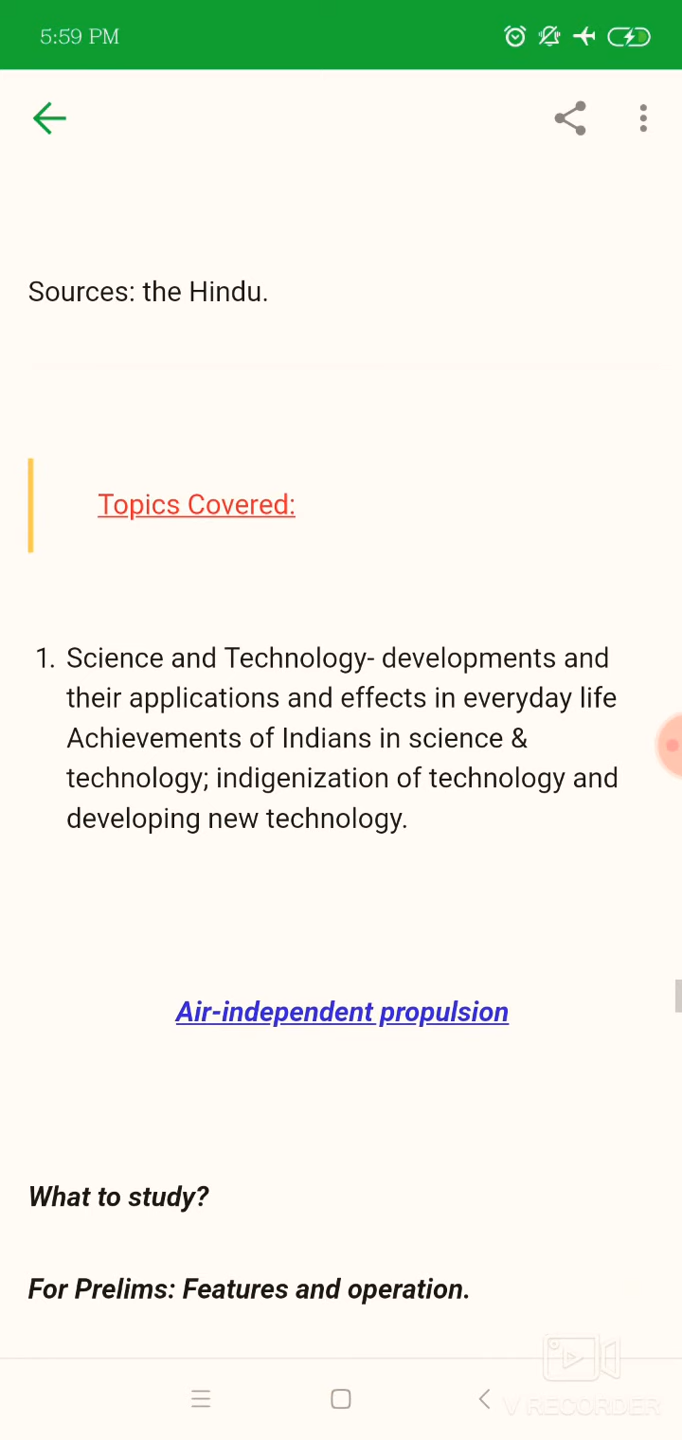 5:59 PM
Sources: the Hindu.
Topics Covered:
1. Science and Technology- developments and
their applications and effects in everyday life
Achievements of Indians in science &
technology; indigenization of technology and
developing new technology.
Air-independent propulsion
What to study?
For Prelims: Features and operation.
V RECORDER